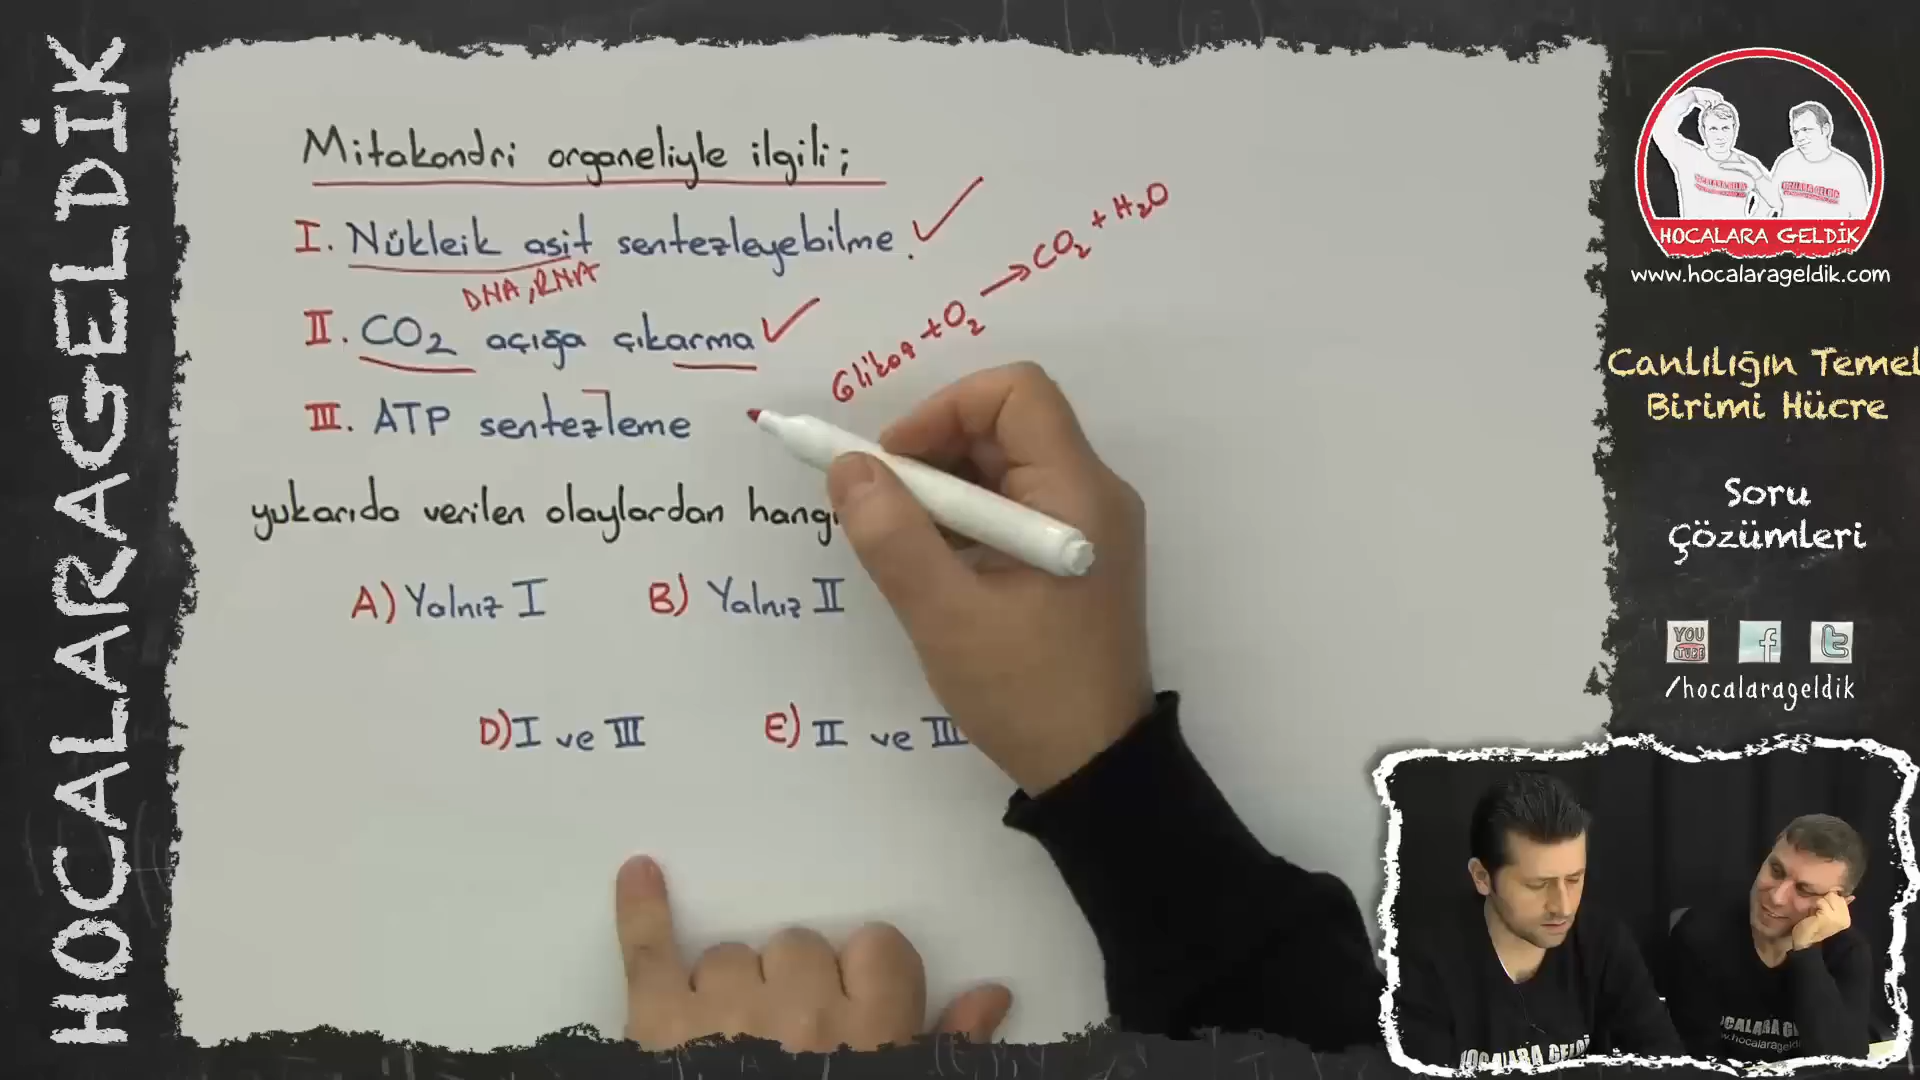 HOCALARAGELDİK
Mitokondri organeliyle ilgili;
I. Nükleik asit sentezleyebilme.
DNA, RNA
II. CO2 açığa çıkarma
Glikoz + O2 → CO2 + H2O
III. ATP sentezleme
yukarıda verilen olaylardan
A) Yalnız I B) Yalnız II
D) I ve III E) II ve III
HOCALARA GELDİK
www.hocalarageldik.com
Canlılığın Temel
Birimi Hücre
Soru
Çözümleri
YOU TUBE f t
/hocalarageldik